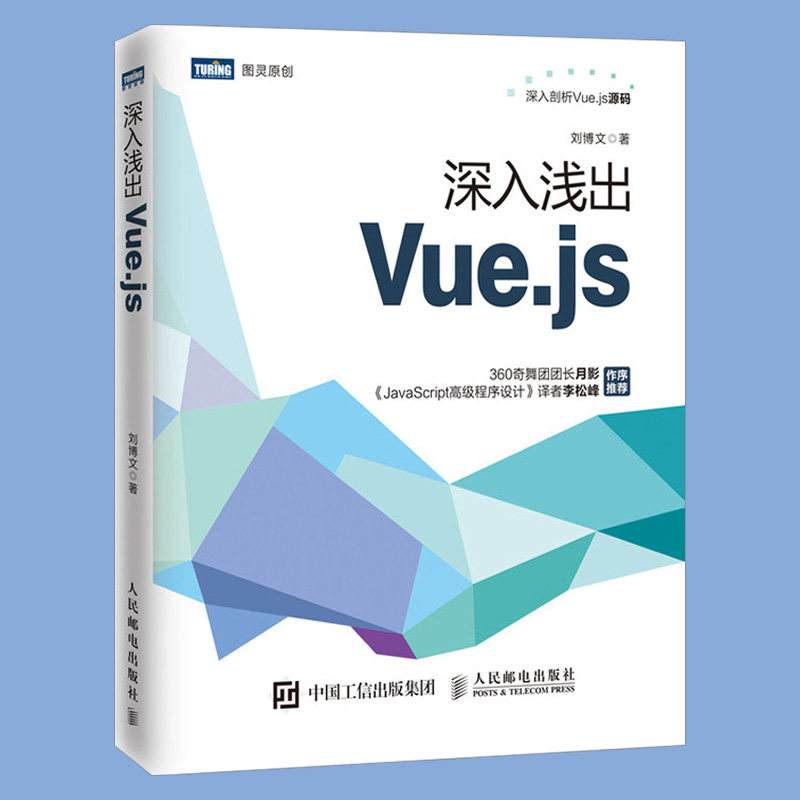 TURING 图灵原创
深入剖析Vue.js源码
刘博文◎著
深入浅出
Vue.js
360奇舞团团长月影
《JavaScript高级程序设计》译者李松峰
作序
推荐
中国工信出版集团
人民邮电出版社
POSTS & TELECOM PRESS
TURING
图灵原创
深入浅出
Vue.js
刘博文◎著
人民邮电出版社